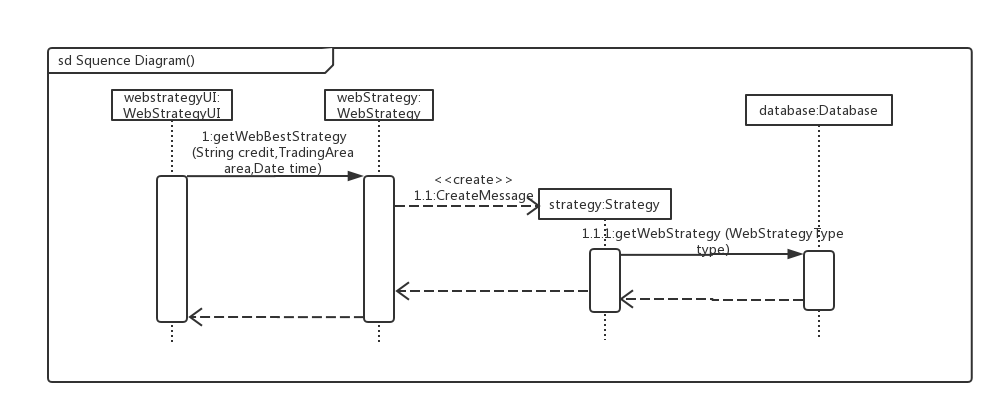 sd Squence Diagram()
webstrategyUI:
WebStrategyUI
webStrategy:
WebStrategy
database:Database
1:getWebBestStrategy
(String credit,TradingArea
area,Date time)
<<create>>
1.1:CreateMessage
strategy:Strategy
1.1.1:getWebStrategy (WebStrategyType
type)